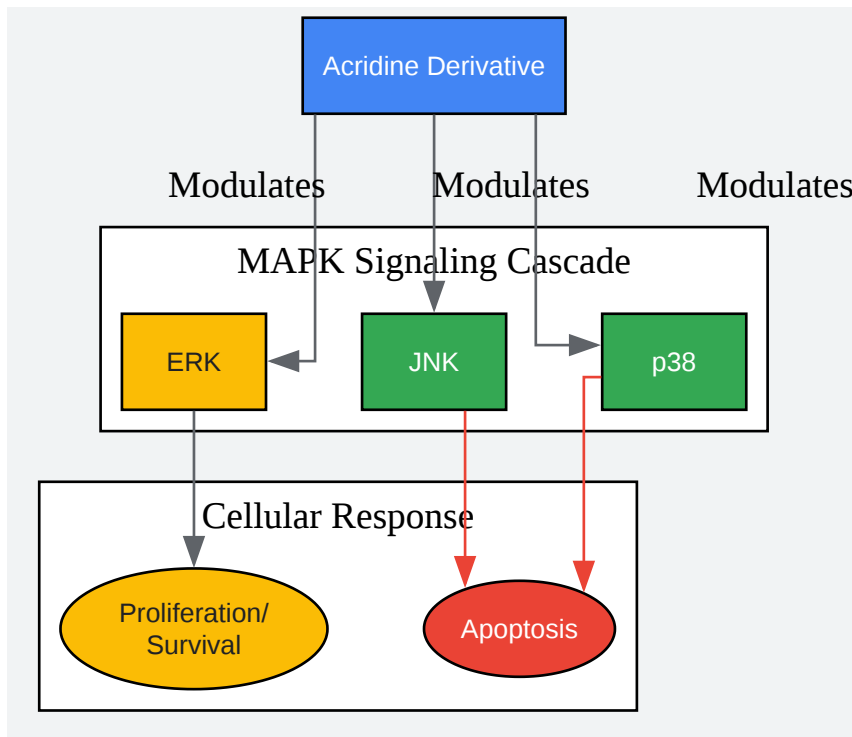 Acridine Derivative
Modulates Modulates Modulates
MAPK Signaling Cascade
ERK JNK p38
Cellular Response
Proliferation/
Survival
Apoptosis